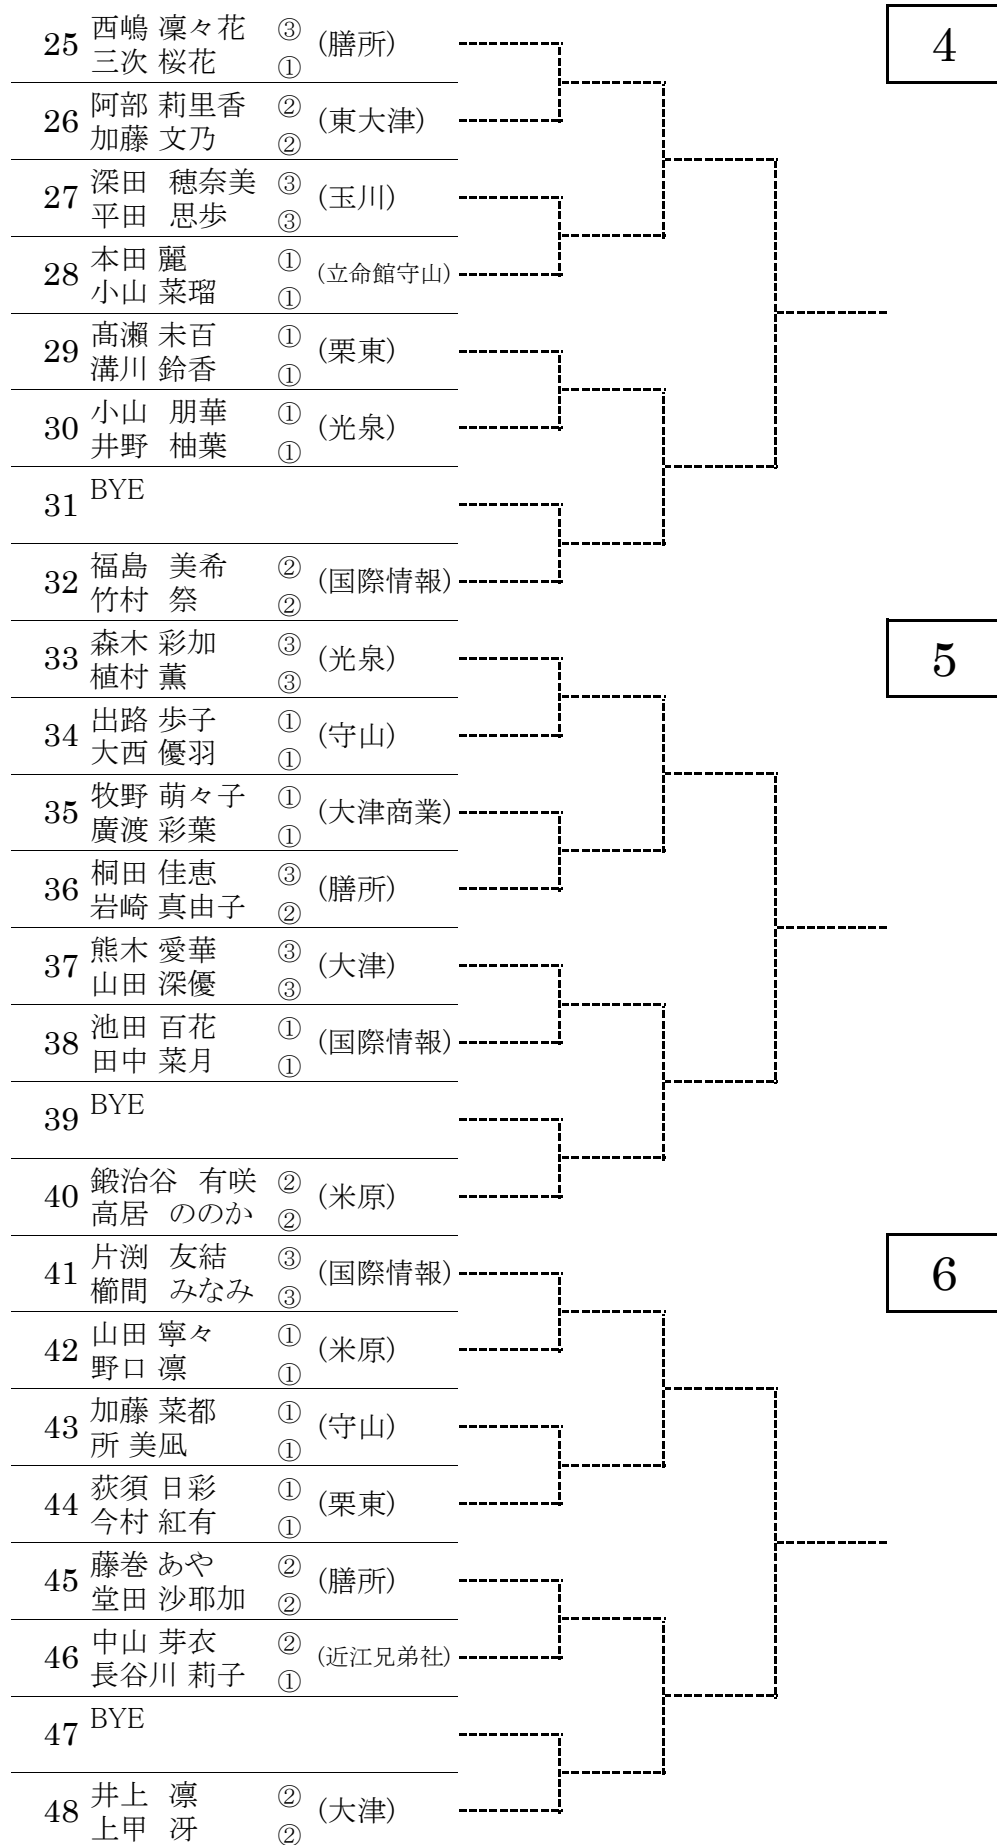 4
25 西嶋 凜々花 ③ (膳所)
三次 桜花 ①
26 阿部 莉里香 ② (東大津)
加藤 文乃 ②
27 深田 穂奈美 ③ (玉川)
平田 思歩 ③
28 本田 麗 ① (立命館守山)
小山 菜瑠 ①
29 髙瀨 未百 ① (栗東)
溝川 鈴香 ①
30 小山 朋華 ① (光泉)
井野 柚葉 ①
31 BYE
32 福島 美希 ② (国際情報)
竹村 祭 ②
5
33 森木 彩加 ③ (光泉)
植村 薫 ③
34 出路 歩子 ① (守山)
大西 優羽 ①
35 牧野 萌々子 ① (大津商業)
廣渡 彩葉 ①
36 桐田 佳恵 ③ (膳所)
岩崎 真由子 ②
37 熊木 愛華 ③ (大津)
山田 深優 ③
38 池田 百花 ① (国際情報)
田中 菜月 ①
39 BYE
40 鍛治谷 有咲 ② (米原)
高居 ののか ②
6
41 片渕 友結 ③ (国際情報)
櫛間 みなみ ③
42 山田 寧々 ① (米原)
野口 凛 ①
43 加藤 菜都 ① (守山)
所 美凪 ①
44 荻須 日彩 ① (栗東)
今村 紅有 ①
45 藤巻 あや ② (膳所)
堂田 沙耶加 ②
46 中山 芽衣 ② (近江兄弟社)
長谷川 莉子 ①
47 BYE
48 井上 凛 ② (大津)
上甲 冴 ②